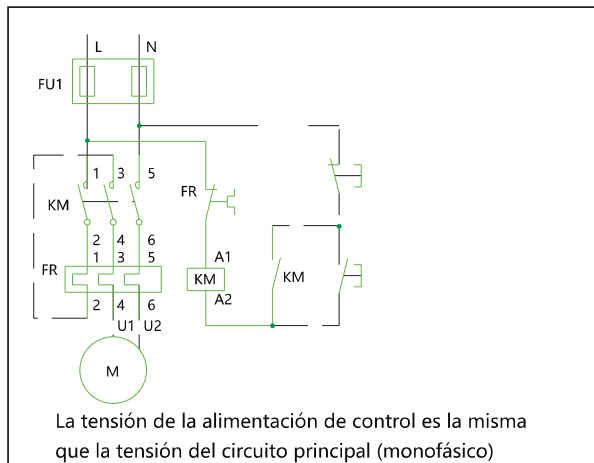 L N
FU1
1 3 5
KM
FR
2 4 6
A1
FR
1 3 5
KM
KM
A2
2 4 6
U1 U2
M
La tensión de la alimentación de control es la misma
que la tensión del circuito principal (monofásico)